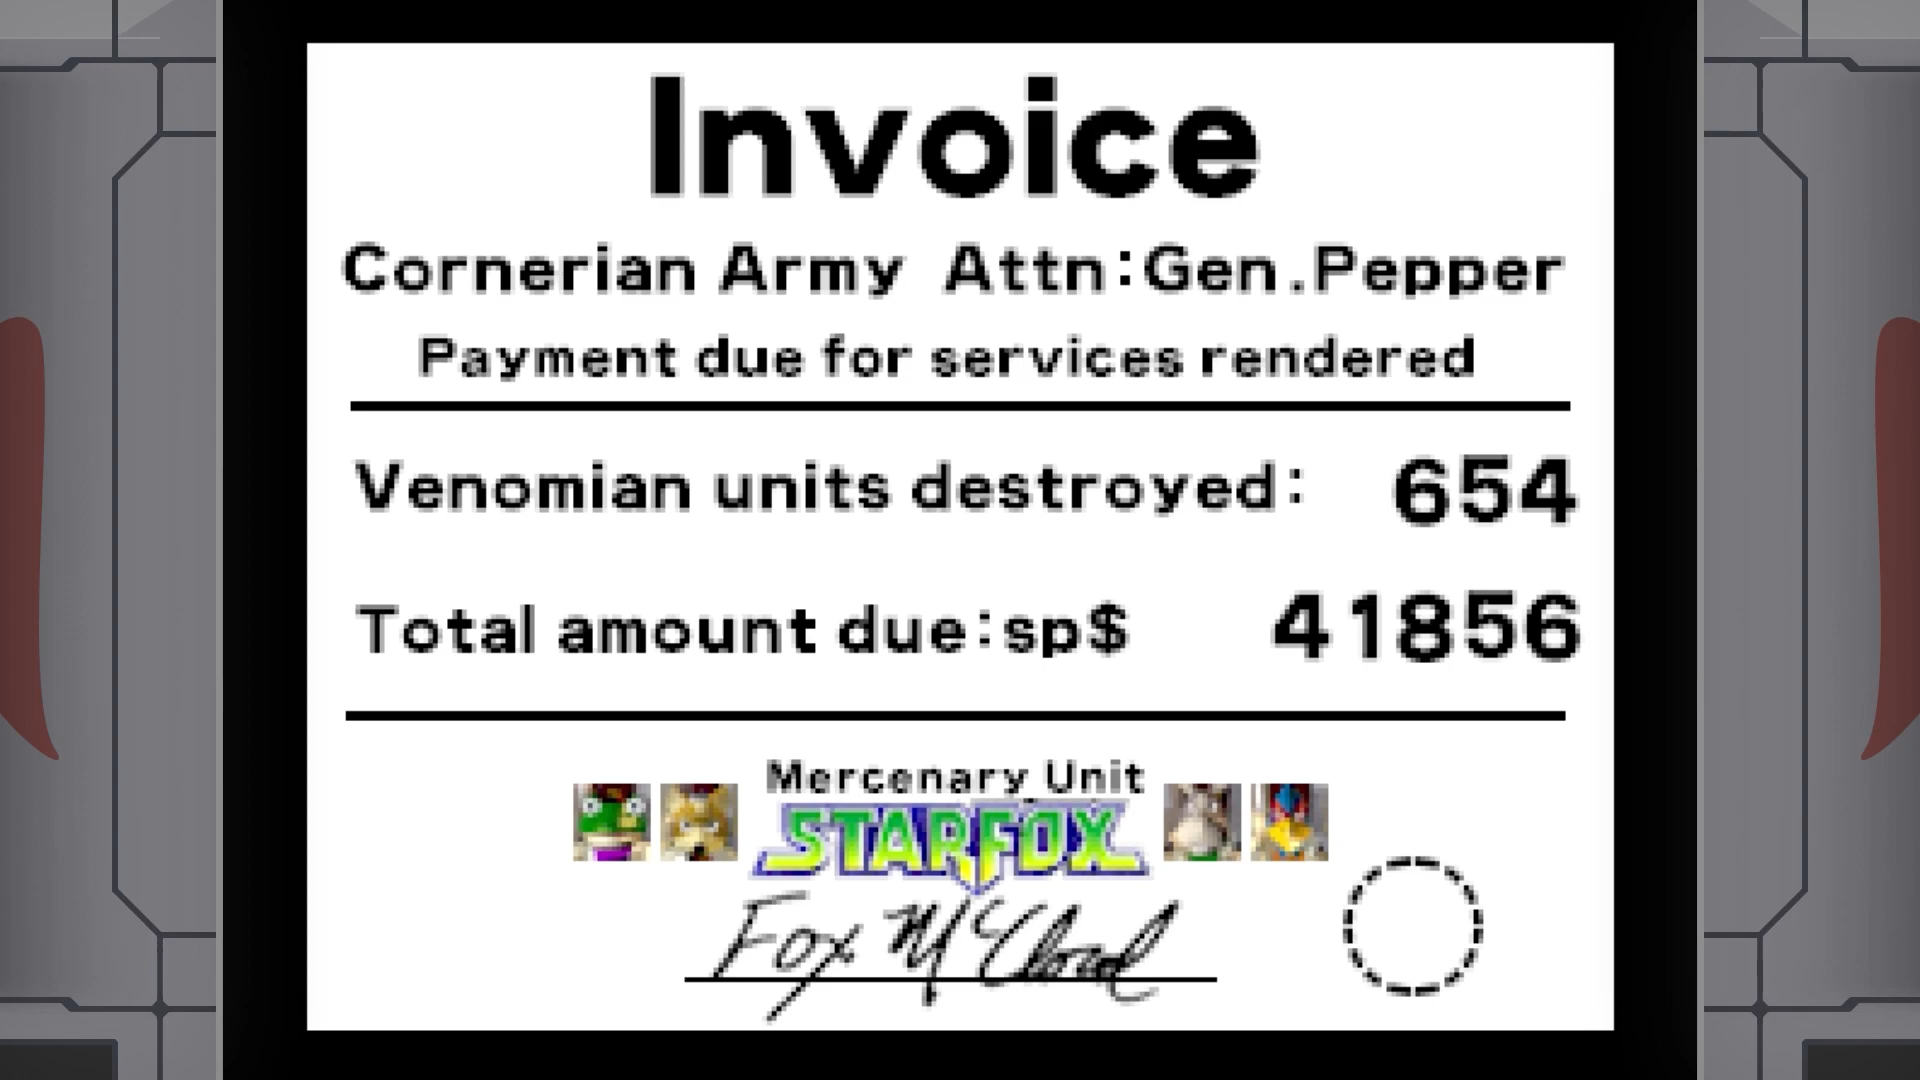 Invoice
Cornerian Army Attn:Gen.Pepper
Payment due for services rendered
Venomian units destroyed: 654
Total amount due:sp$ 41856
Mercenary Unit
STARFOX
Fox McCloud